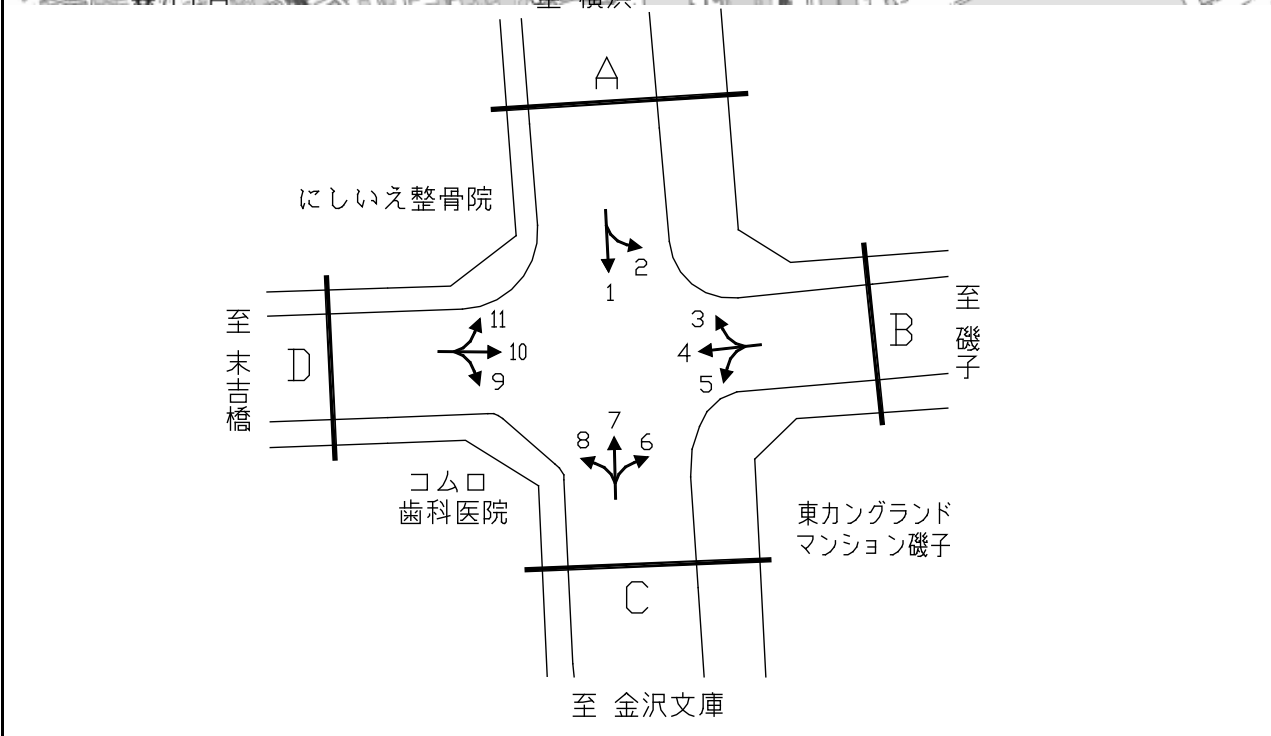 至 横浜
A
にしいえ整骨院
2
1
至 末吉橋
D
11
10
9
3
4
5
B
至 磯子
7
8
6
コムロ
歯科医院
東カングランド
マンション磯子
C
至 金沢文庫